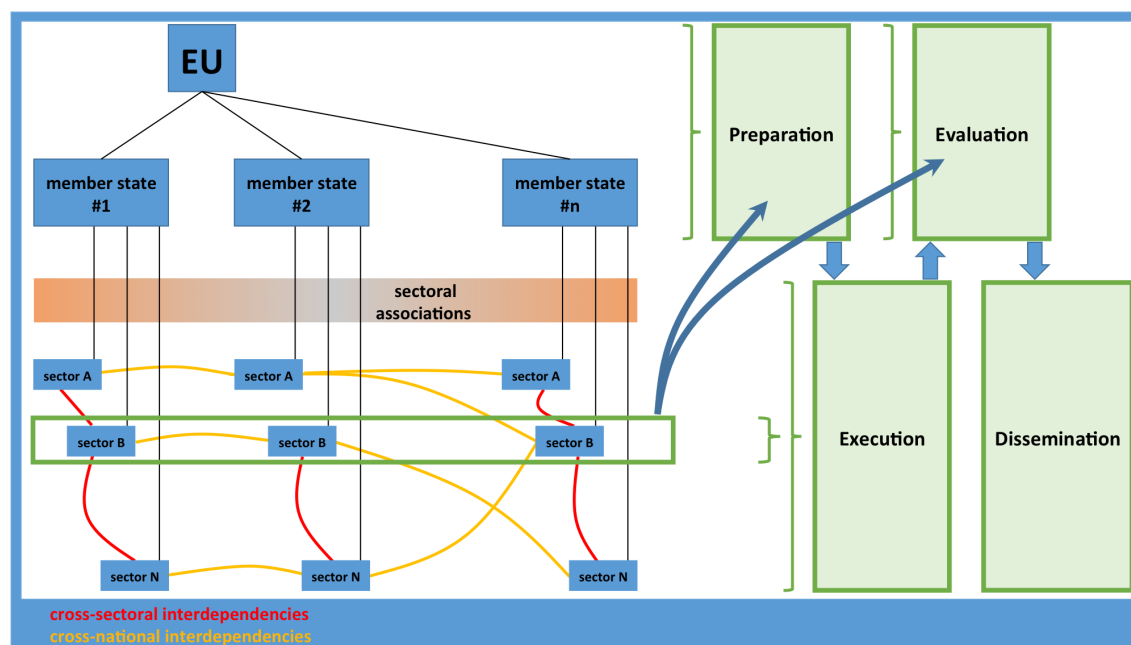 EU
member state
#1
member state
#2
member state
#n
sectoral
associations
sector A
sector A
sector A
sector B
sector B
sector B
sector N
sector N
sector N
cross-sectoral interdependencies
cross-national interdependencies
Preparation
Evaluation
Execution
Dissemination